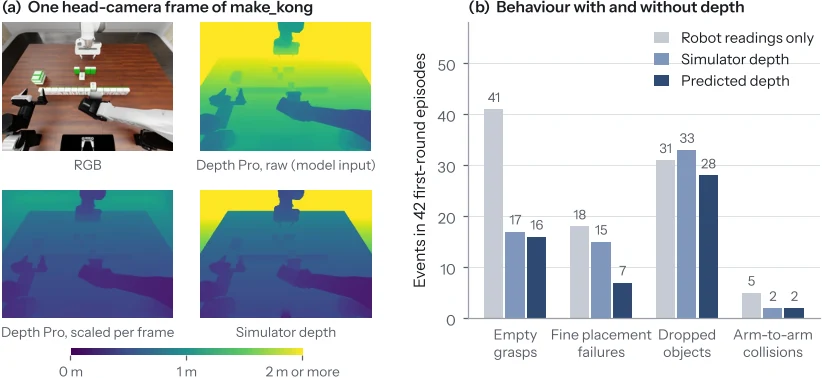 (a) One head-camera frame of make_kong
RGB
Depth Pro, raw (model input)
Depth Pro, scaled per frame
Simulator depth
0 m
1 m
2 m or more
(b) Behaviour with and without depth
Robot readings only
Simulator depth
Predicted depth
Events in 42 first-round episodes
50
40
30
20
10
0
41
17
16
18
15
7
31
33
28
5
2
2
Empty
grasps
Fine placement
failures
Dropped
objects
Arm-to-arm
collisions